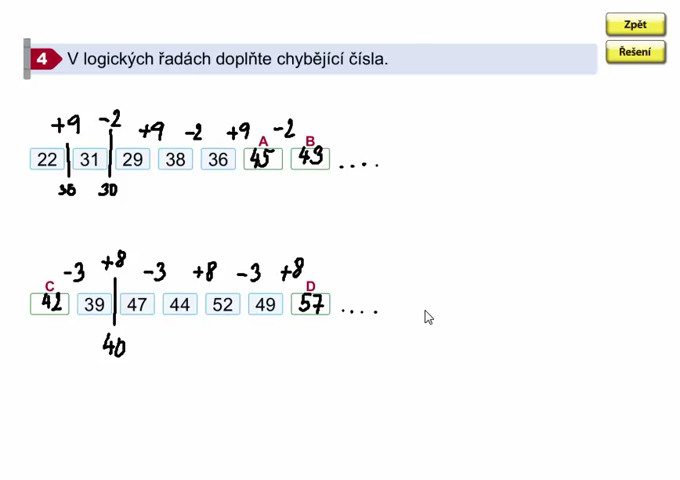 Zpět
4 V logických řadách doplňte chybějící čísla.
Řešení
+9 -2 +9 -2 +9 -2
A B
22 31 29 38 36 45 43 ....
30
-3 +8 -3 +8 -3 +8
C D
42 39 47 44 52 49 57 ....
40